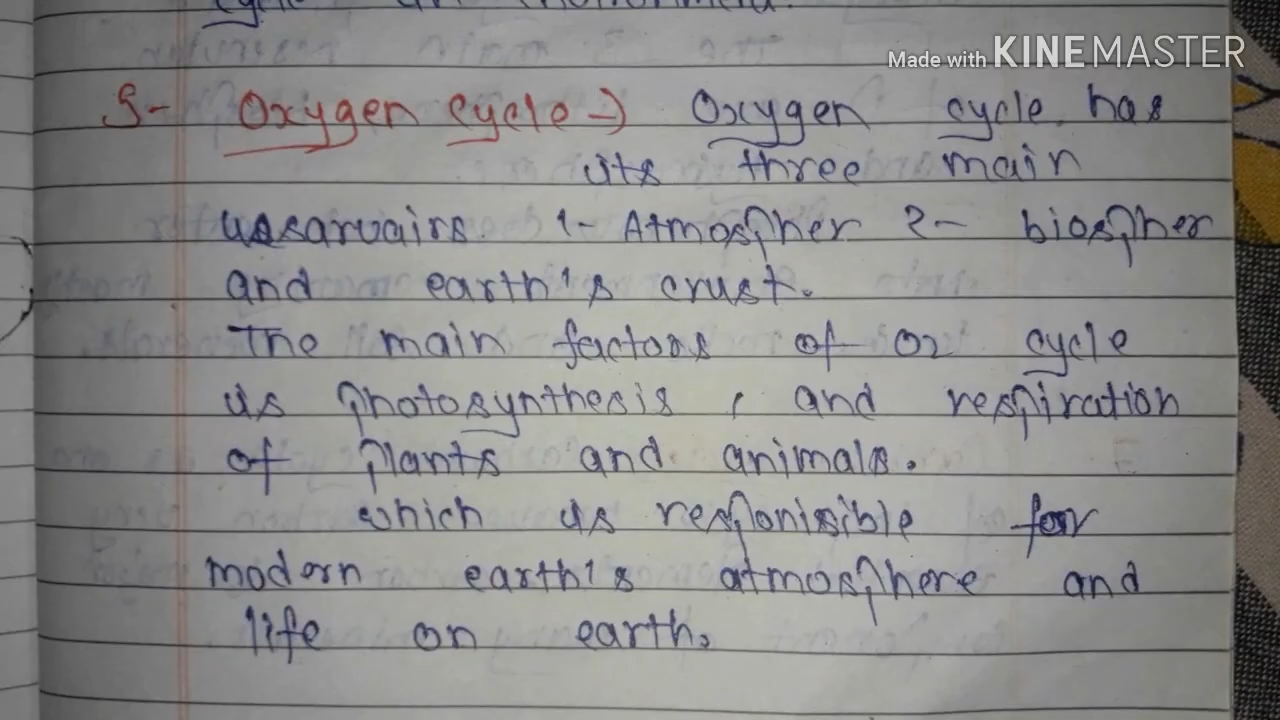 cycle
Made with KINEMASTER
5- Oxygen cycle → Oxygen cycle has
its three main
1- Atmospher 2- biospher
and earth's crust.
The main factors of O2 cycle
is photosynthesis, and respiration
of plants and animals.
which is responisible for
modern earth's atmosphere and
life on earth.